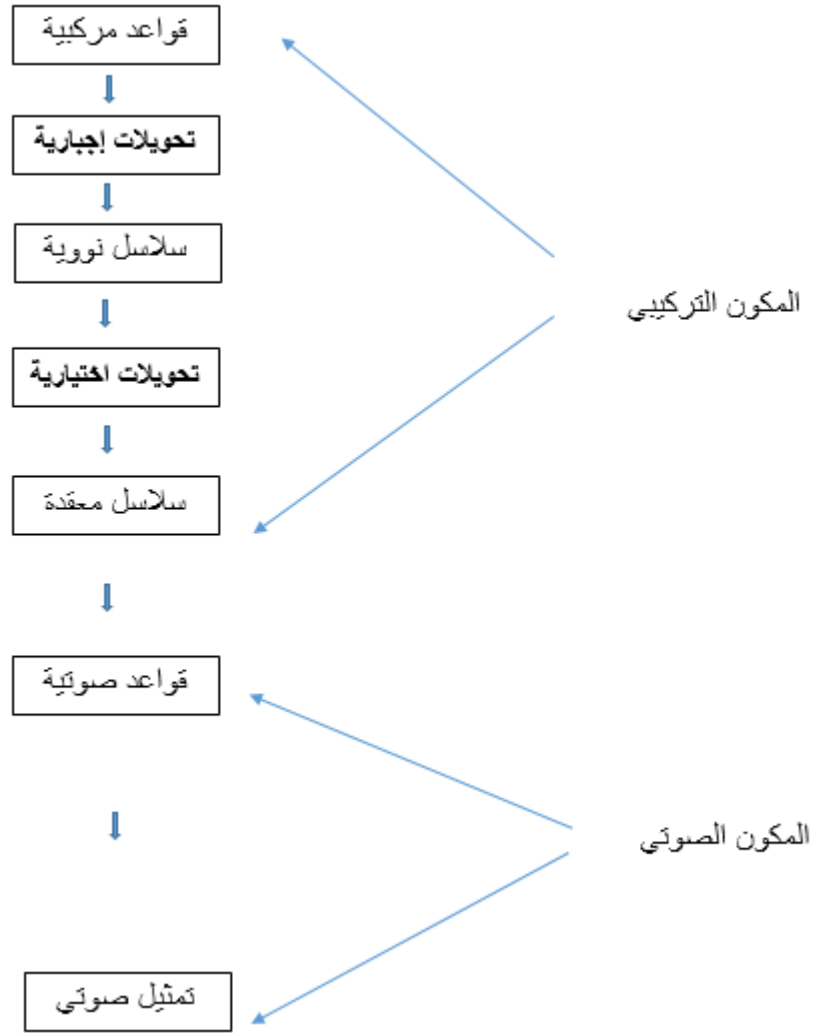 قواعد مركبية
تحويلات إجبارية
سلاسل نووية
المكون التركيبي
تحويلات اختيارية
سلاسل معقدة
قواعد صوتية
المكون الصوتي
تمثيل صوتي